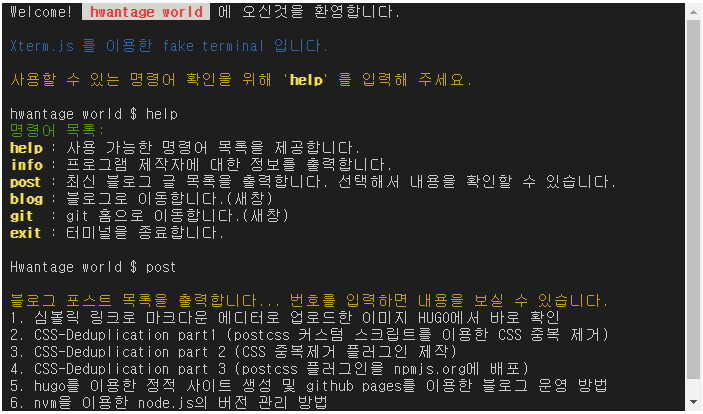 Welcome! hwantage world 에 오신것을 환영합니다.
Xterm.js 를 이용한 fake terminal 입니다.
사용할 수 있는 명령어 확인을 위해 'help' 를 입력해 주세요.
hwantage world $ help
명령어 목록:
help : 사용 가능한 명령어 목록을 제공합니다.
info : 프로그램 제작자에 대한 정보를 출력합니다.
post : 최신 블로그 글 목록을 출력합니다. 선택해서 내용을 확인할 수 있습니다.
blog : 블로그로 이동합니다.(새창)
git : git 홈으로 이동합니다.(새창)
exit : 터미널을 종료합니다.
Hwantage world $ post
블로그 포스트 목록을 출력합니다... 번호를 입력하면 내용을 보실 수 있습니다.
1. 심볼릭 링크로 마크다운 에디터로 업로드한 이미지 HUGO에서 바로 확인
2. CSS-Deduplication part1 (postcss 커스텀 스크립트를 이용한 CSS 중복 제거)
3. CSS-Deduplication part 2 (CSS 중복제거 플러그인 제작)
4. CSS-Deduplication part 3 (postcss 플러그인을 npmjs.org에 배포)
5. hugo를 이용한 정적 사이트 생성 및 github pages를 이용한 블로그 운영 방법
6. nvm을 이용한 node.js의 버전 관리 방법